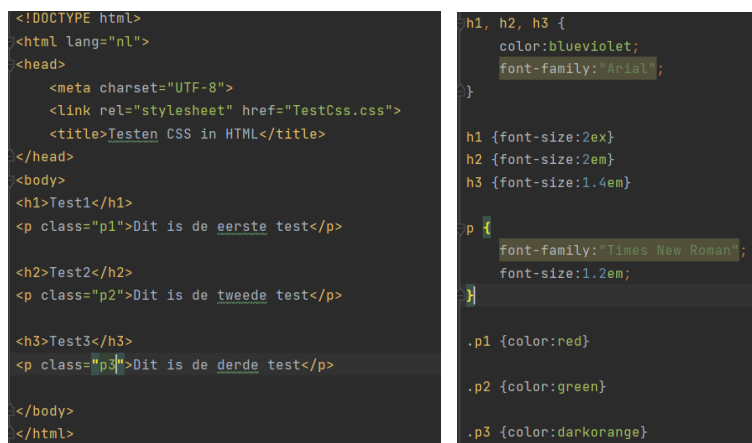 <!DOCTYPE html>
<html lang="nl">
<head>
    <meta charset="UTF-8">
    <link rel="stylesheet" href="TestCss.css">
    <title>Testen CSS in HTML</title>
</head>
<body>
<h1>Test1</h1>
<p class="p1">Dit is de eerste test</p>

<h2>Test2</h2>
<p class="p2">Dit is de tweede test</p>

<h3>Test3</h3>
<p class="p3">Dit is de derde test</p>

</body>
</html>

h1, h2, h3 {
    color:blueviolet;
    font-family:"Arial";
}

h1 {font-size:2ex}
h2 {font-size:2em}
h3 {font-size:1.4em}

p {
    font-family:"Times New Roman";
    font-size:1.2em;
}

.p1 {color:red}

.p2 {color:green}

.p3 {color:darkorange}